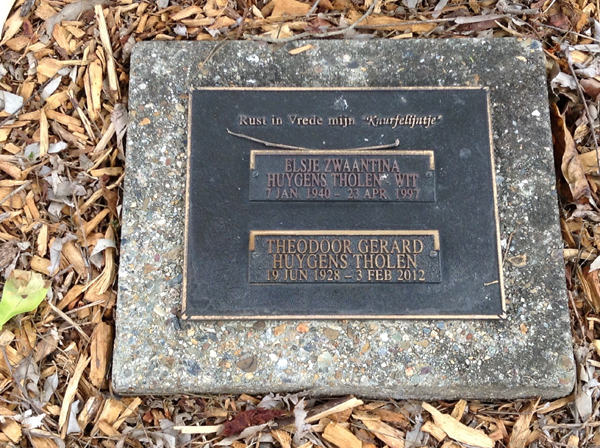 Rust in Vrede mijn "Knurfelijntje"
ELSJE ZWAANTINA
HUYGENS THOLEN - WIT
7 JAN 1940 – 23 APR 1997
THEODOOR GERARD
HUYGENS THOLEN
19 JUN 1928 – 3 FEB 2012